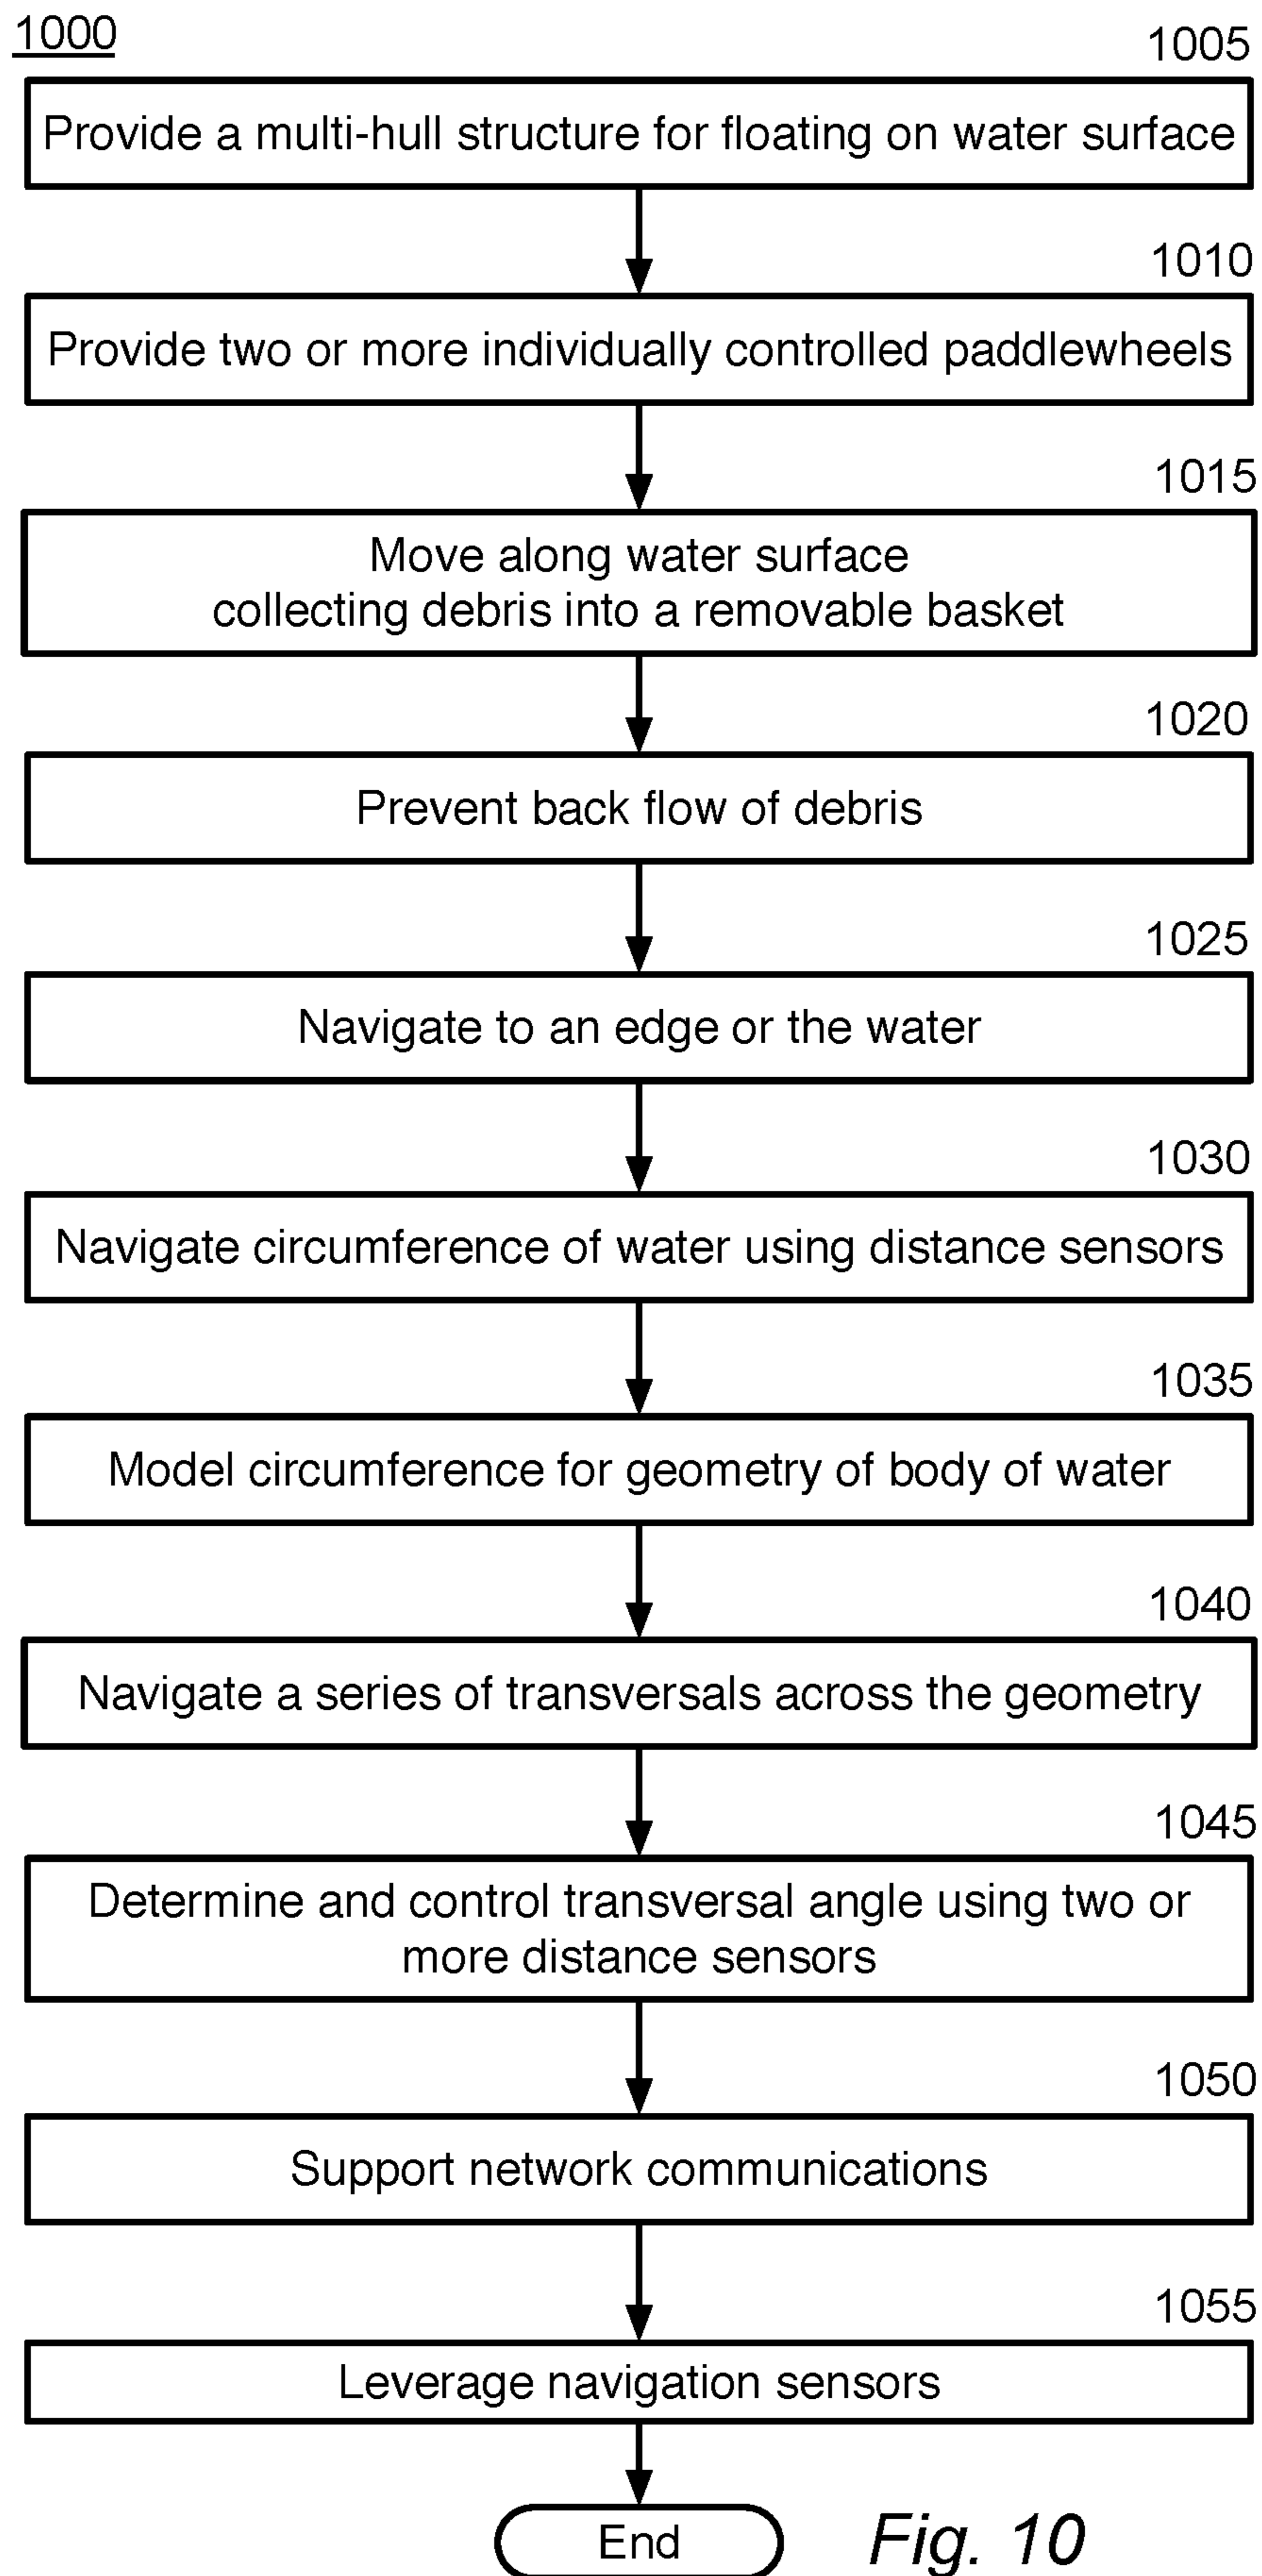 1000
1005
Provide a multi-hull structure for floating on water surface
1010
Provide two or more individually controlled paddlewheels
1015
Move along water surface
collecting debris into a removable basket
1020
Prevent back flow of debris
1025
Navigate to an edge or the water
1030
Navigate circumference of water using distance sensors
1035
Model circumference for geometry of body of water
1040
Navigate a series of transversals across the geometry
1045
Determine and control transversal angle using two or
more distance sensors
1050
Support network communications
1055
Leverage navigation sensors
End
Fig. 10